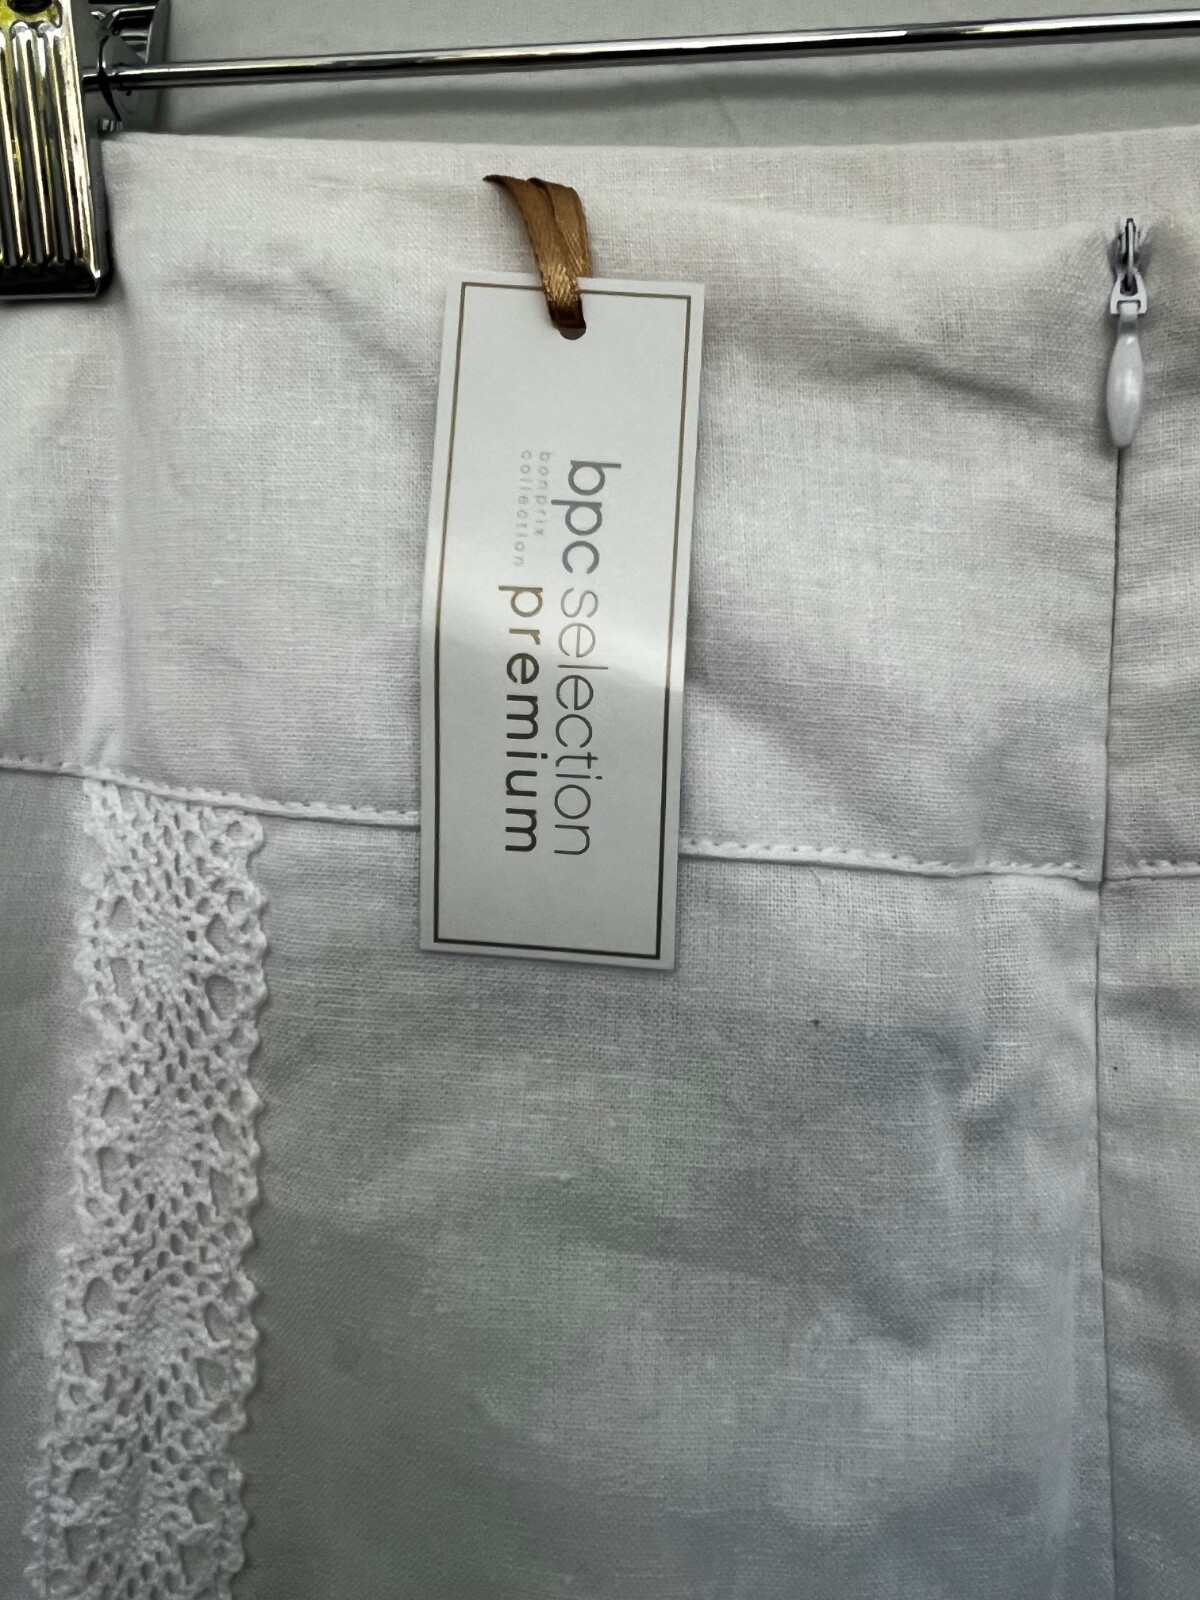 bpc selection
bonprix
collection
premium